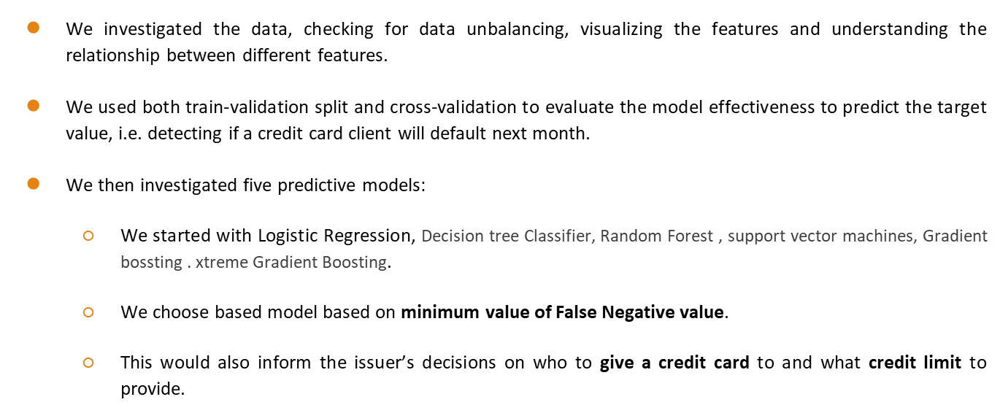 We investigated the data, checking for data unbalancing, visualizing the features and understanding the
relationship between different features.
We used both train-validation split and cross-validation to evaluate the model effectiveness to predict the target
value, i.e. detecting if a credit card client will default next month.
We then investigated five predictive models:
We started with Logistic Regression, Decision tree Classifier, Random Forest , support vector machines, Gradient
bossting . xtreme Gradient Boosting.
We choose based model based on minimum value of False Negative value.
This would also inform the issuer’s decisions on who to give a credit card to and what credit limit to
provide.